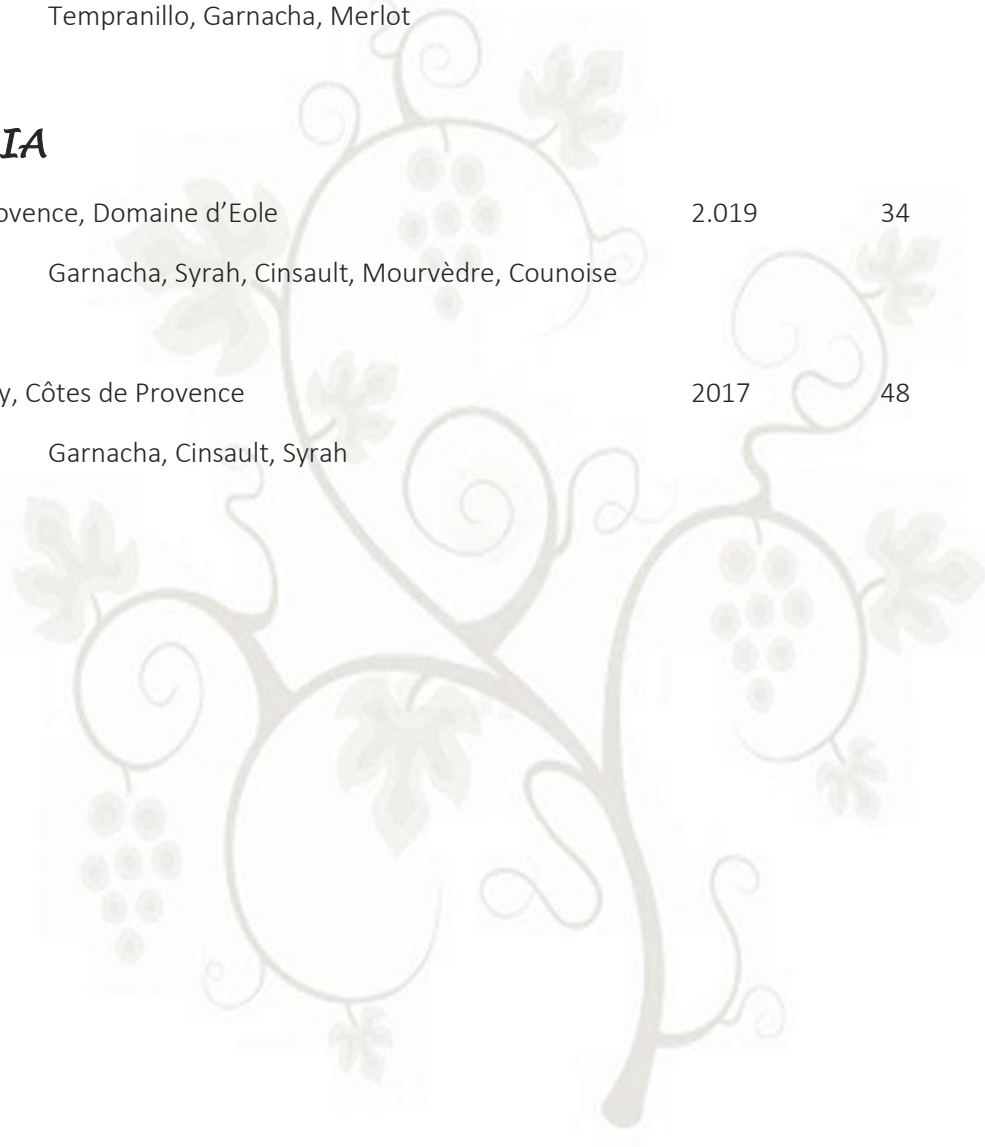 Tempranillo, Garnacha, Merlot
IA
ovence, Domaine d’Eole 2.019 34
Garnacha, Syrah, Cinsault, Mourvèdre, Counoise
y, Côtes de Provence 2017 48
Garnacha, Cinsault, Syrah